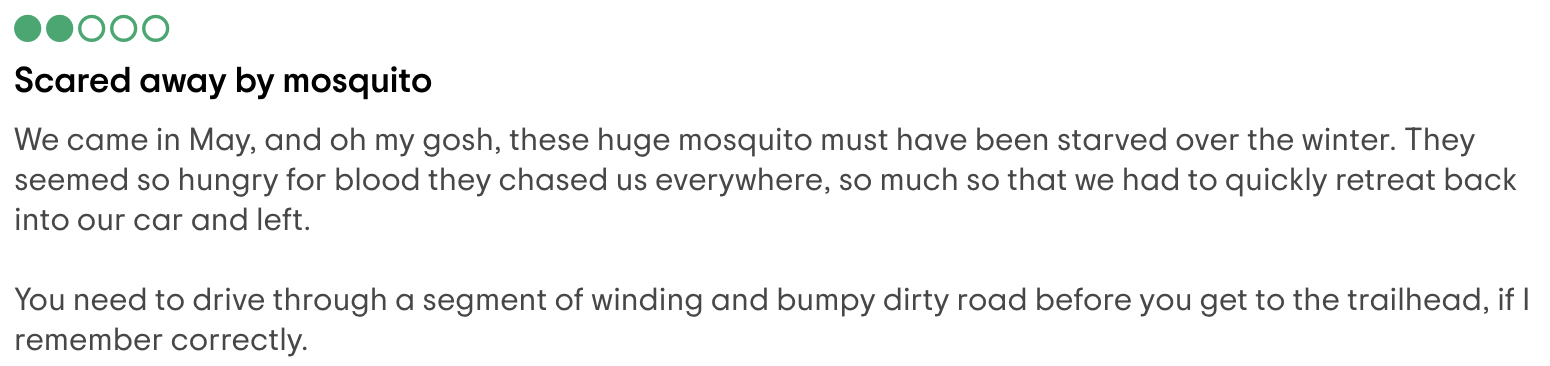 Scared away by mosquito
We came in May, and oh my gosh, these huge mosquito must have been starved over the winter. They
seemed so hungry for blood they chased us everywhere, so much so that we had to quickly retreat back
into our car and left.
You need to drive through a segment of winding and bumpy dirty road before you get to the trailhead, if I
remember correctly.